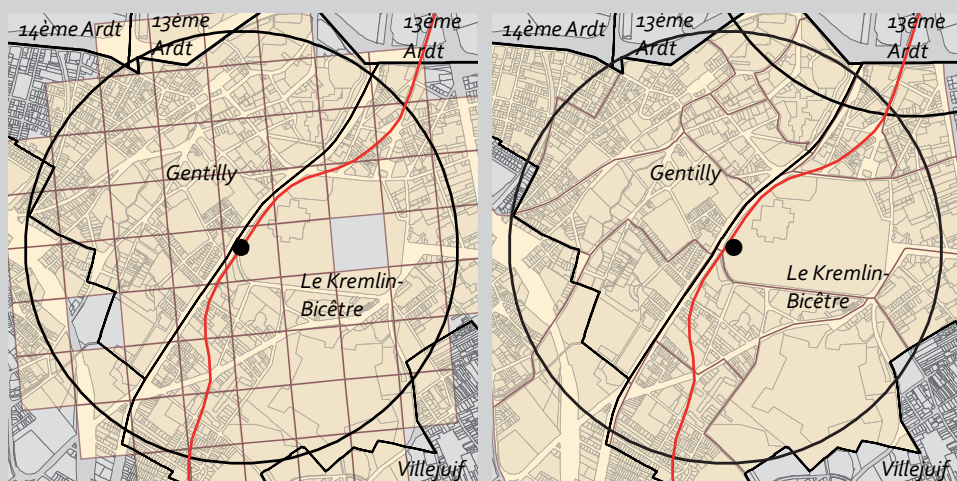 14ème Ardt
13ème
Ardt
13ème
Ardt
Gentilly
Le Kremlin-
Bicêtre
Villejuif
14ème Ardt
13ème
Ardt
13ème
Ardt
Gentilly
Le Kremlin-
Bicêtre
Villejuif